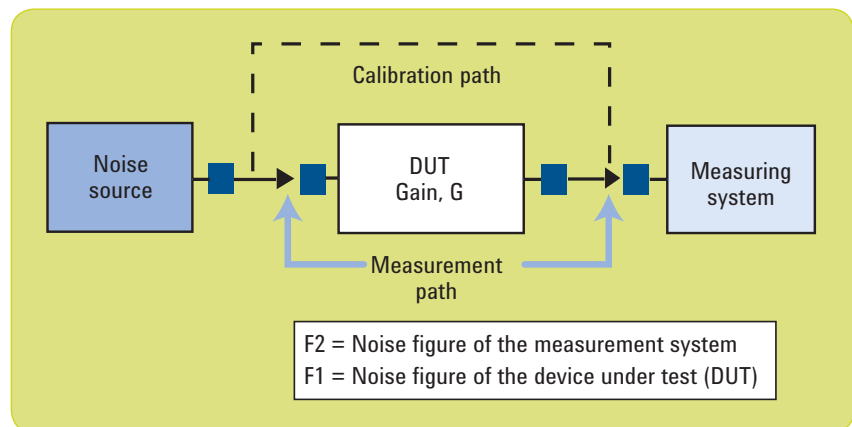 Calibration path
Noise
source
DUT
Gain, G
Measuring
system
Measurement
path
F2 = Noise figure of the measurement system
F1 = Noise figure of the device under test (DUT)